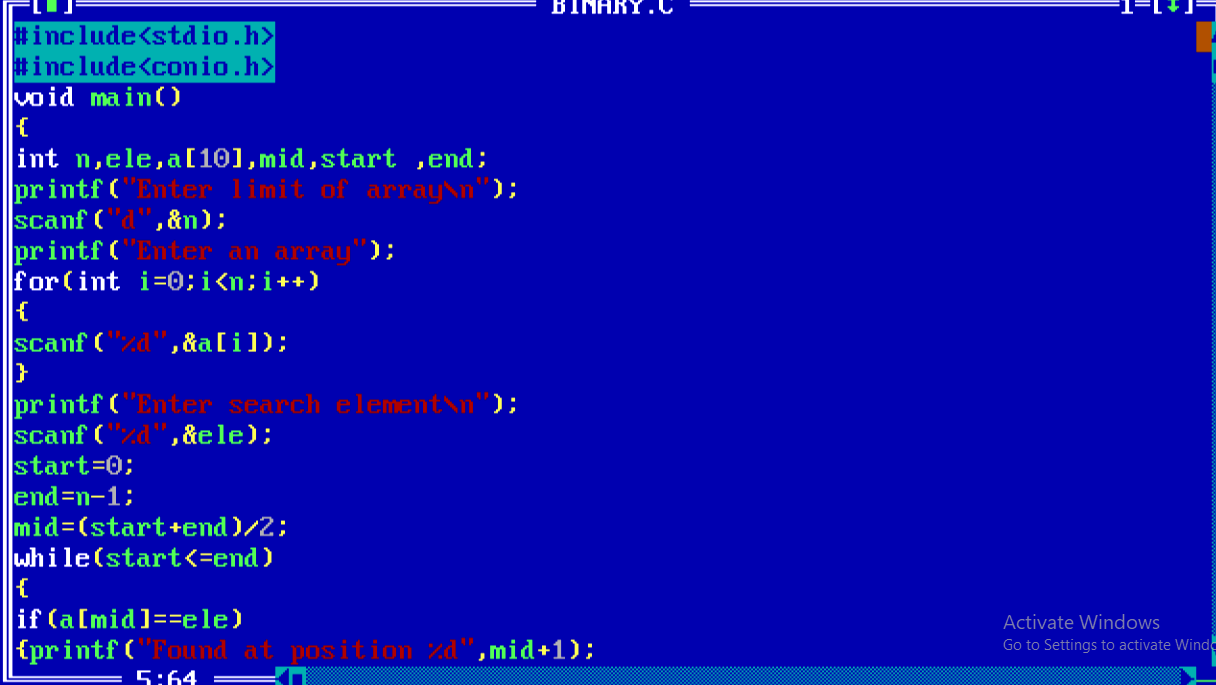 BINARY.C 1
#include<stdio.h>
#include<conio.h>
void main()
{
int n,ele,a[10],mid,start ,end;
printf("Enter limit of array\n");
scanf("d",&n);
printf("Enter an array");
for(int i=0;i<n;i++)
{
scanf("%d",&a[i]);
}
printf("Enter search element\n");
scanf("%d",&ele);
start=0;
end=n-1;
mid=(start+end)/2;
while(start<=end)
{
if(a[mid]==ele)
{printf("Found at position %d",mid+1);
Activate Windows
Go to Settings to activate Windo
5:64